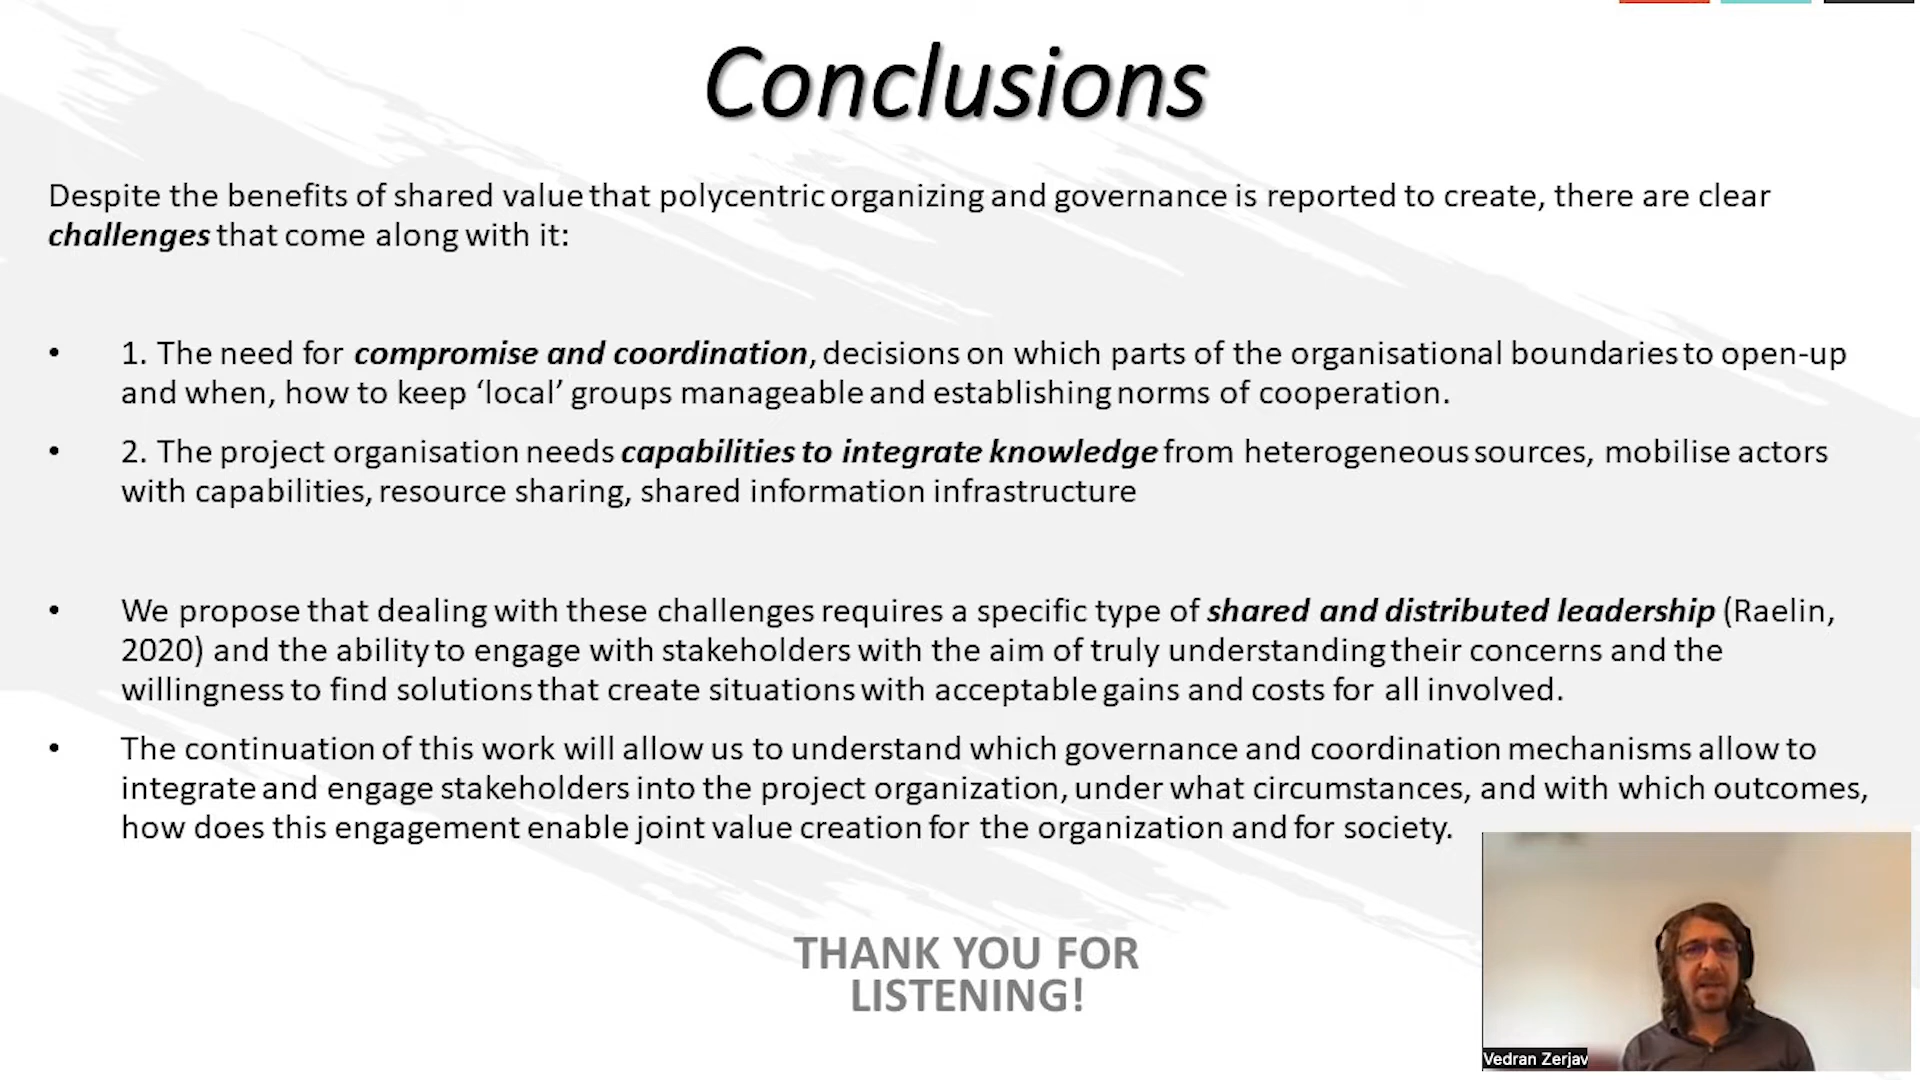 Conclusions
Despite the benefits of shared value that polycentric organizing and governance is reported to create, there are clear
challenges that come along with it:
• 1. The need for compromise and coordination, decisions on which parts of the organisational boundaries to open-up
and when, how to keep ‘local’ groups manageable and establishing norms of cooperation.
• 2. The project organisation needs capabilities to integrate knowledge from heterogeneous sources, mobilise actors
with capabilities, resource sharing, shared information infrastructure
• We propose that dealing with these challenges requires a specific type of shared and distributed leadership (Raelin,
2020) and the ability to engage with stakeholders with the aim of truly understanding their concerns and the
willingness to find solutions that create situations with acceptable gains and costs for all involved.
• The continuation of this work will allow us to understand which governance and coordination mechanisms allow to
integrate and engage stakeholders into the project organization, under what circumstances, and with which outcomes,
how does this engagement enable joint value creation for the organization and for society.
THANK YOU FOR
LISTENING!
Vedran Zerjav